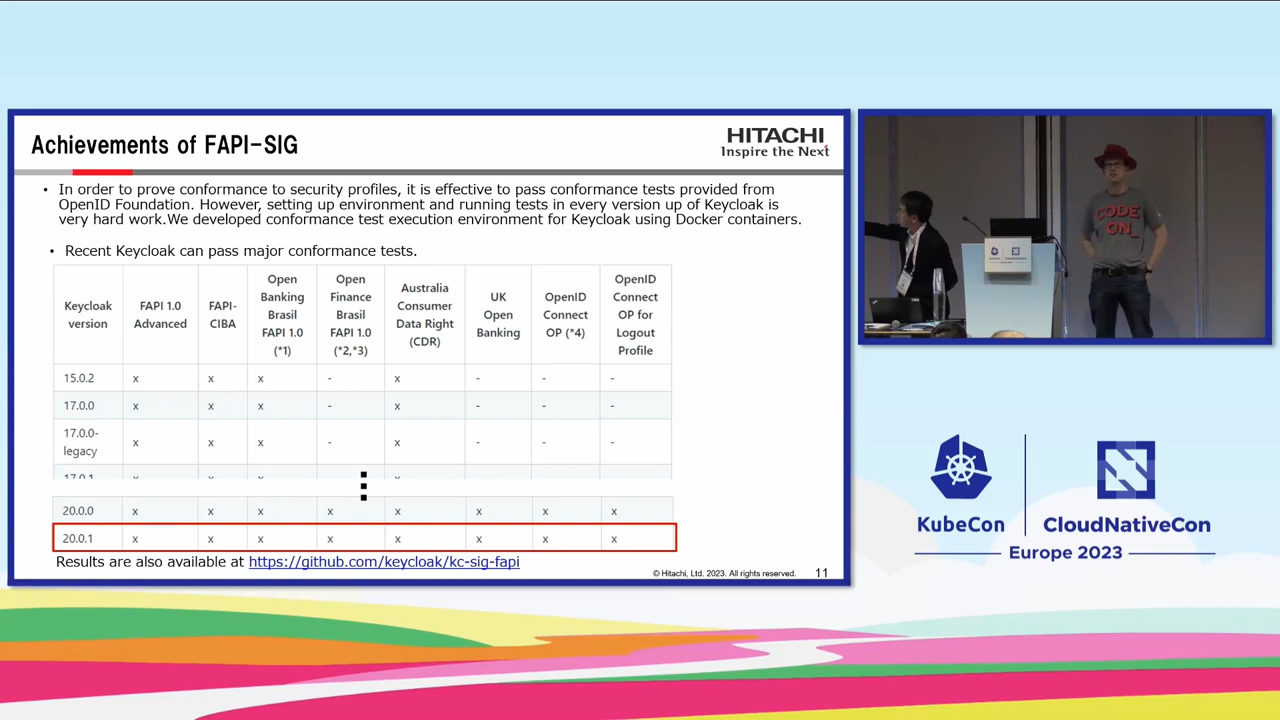 Achievements of FAPI-SIG
HITACHI
Inspire the Next
• In order to prove conformance to security profiles, it is effective to pass conformance tests provided from
OpenID Foundation. However, setting up environment and running tests in every version up of Keycloak is
very hard work.We developed conformance test execution environment for Keycloak using Docker containers.
• Recent Keycloak can pass major conformance tests.
Keycloak version | FAPI 1.0 Advanced | FAPI-CIBA | Open Banking Brasil FAPI 1.0 (*1) | Open Finance Brasil FAPI 1.0 (*2,*3) | Australia Consumer Data Right (CDR) | UK Open Banking | OpenID Connect OP (*4) | OpenID Connect OP for Logout Profile
15.0.2 x x x - x - - -
17.0.0 x x x - x - - -
17.0.0-legacy x x x - x - - -
17.0.1 x x x x
20.0.0 x x x x x x x x
20.0.1 x x x x x x x x
Results are also available at https://github.com/keycloak/kc-sig-fapi
© Hitachi, Ltd. 2023. All rights reserved. 11
CODE
ON_
KubeCon
CloudNativeCon
Europe 2023